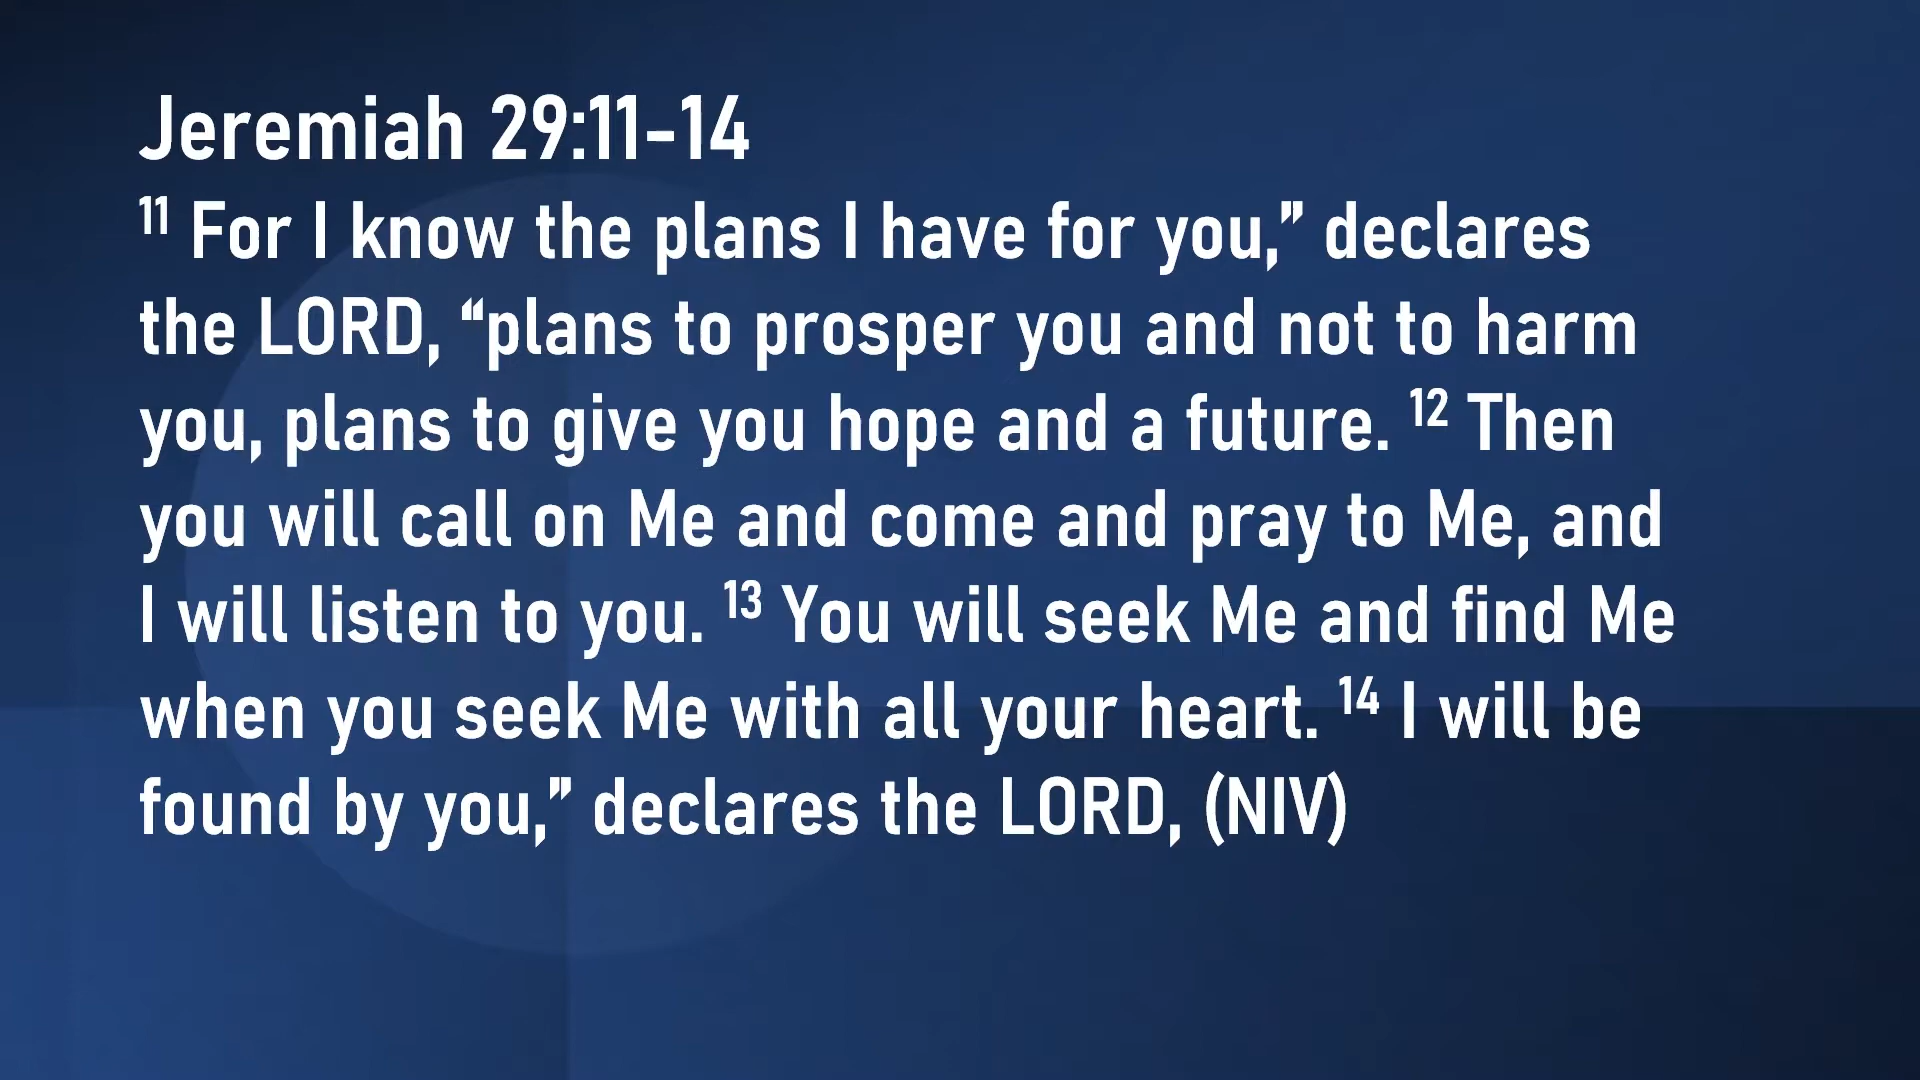 Jeremiah 29:11-14
¹¹ For I know the plans I have for you,” declares
the LORD, “plans to prosper you and not to harm
you, plans to give you hope and a future. ¹² Then
you will call on Me and come and pray to Me, and
I will listen to you. ¹³ You will seek Me and find Me
when you seek Me with all your heart. ¹⁴ I will be
found by you,” declares the LORD, (NIV)